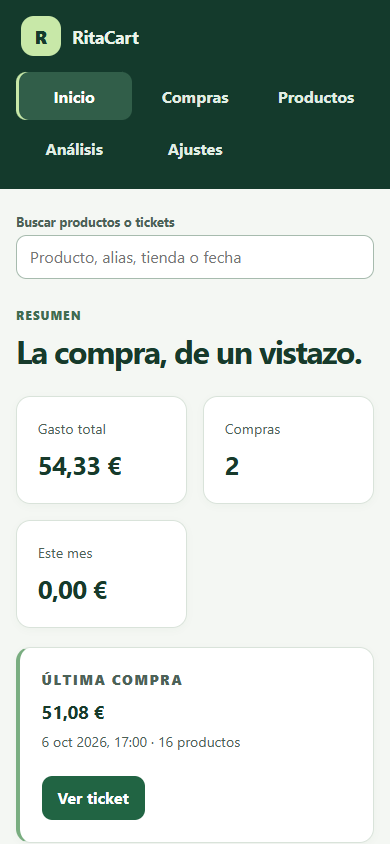 R RitaCart
Inicio Compras Productos
Análisis Ajustes
Buscar productos o tickets
Producto, alias, tienda o fecha
RESUMEN
La compra, de un vistazo.
Gasto total
54,33 €
Compras
2
Este mes
0,00 €
ÚLTIMA COMPRA
51,08 €
6 oct 2026, 17:00 · 16 productos
Ver ticket